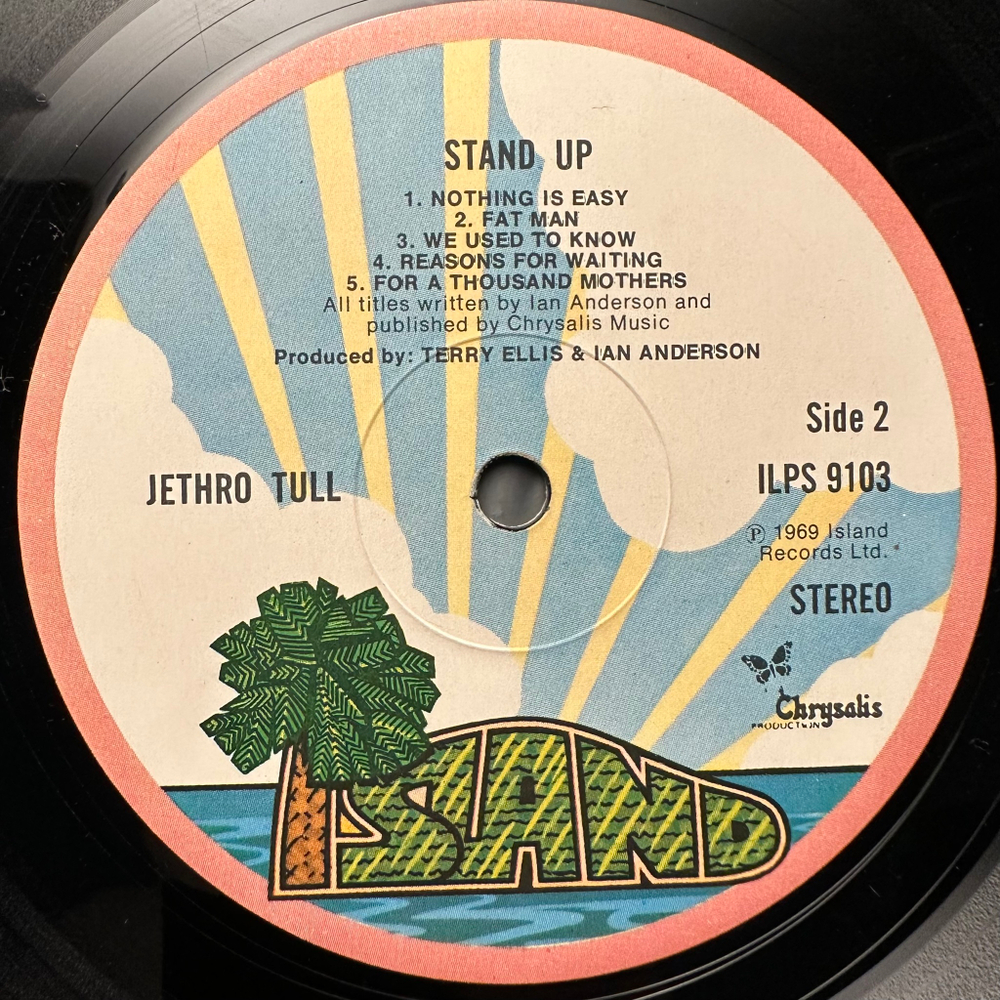 STAND UP
1. NOTHING IS EASY
2. FAT MAN
3. WE USED TO KNOW
4. REASONS FOR WAITING
5. FOR A THOUSAND MOTHERS
All titles written by Ian Anderson and
published by Chrysalis Music
Produced by: TERRY ELLIS & IAN ANDERSON
Side 2
JETHRO TULL
ILPS 9103
Ⓟ 1969 Island
Records Ltd.
STEREO
Chrysalis
PRODUCTION
ISLAND